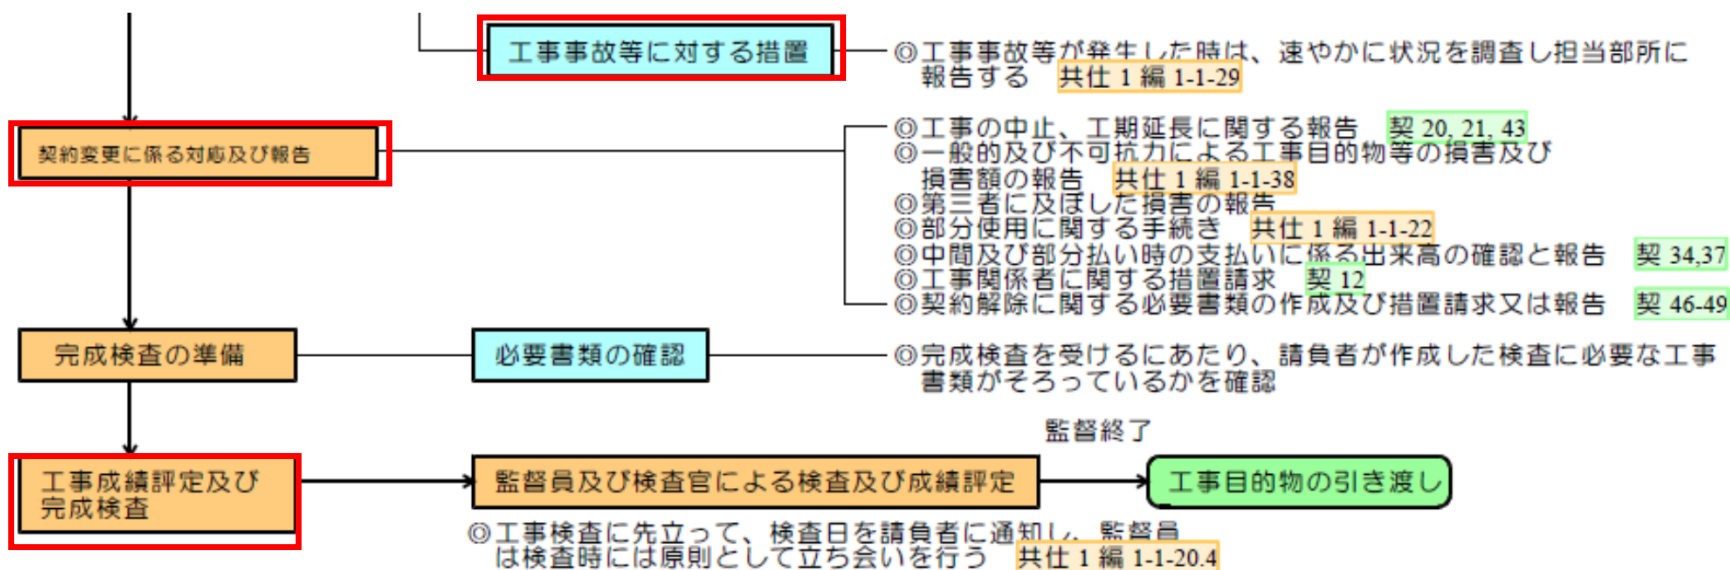 工事事故等に対する措置
◎工事事故等が発生した時は、速やかに状況を調査し担当部所に
報告する 共仕 1 編 1-1-29
契約変更に係る対応及び報告
◎工事の中止、工期延長に関する報告 契 20, 21, 43
◎一般的及び不可抗力による工事目的物等の損害及び
損害額の報告 共仕 1 編 1-1-38
◎第三者に及ぼした損害の報告
◎部分使用に関する手続き 共仕 1 編 1-1-22
◎中間及び部分払い時の支払いに係る出来高の確認と報告 契 34,37
◎工事関係者に関する措置請求 契 12
◎契約解除に関する必要書類の作成及び措置請求又は報告 契 46-49
完成検査の準備
必要書類の確認
◎完成検査を受けるにあたり、請負者が作成した検査に必要な工事
書類がそろっているかを確認
監督終了
工事成績評定及び
完成検査
監督員及び検査官による検査及び成績評定
工事目的物の引き渡し
◎工事検査に先立って、検査日を請負者に通知し、監督員
は検査時には原則として立ち会いを行う 共仕 1 編 1-1-20.4